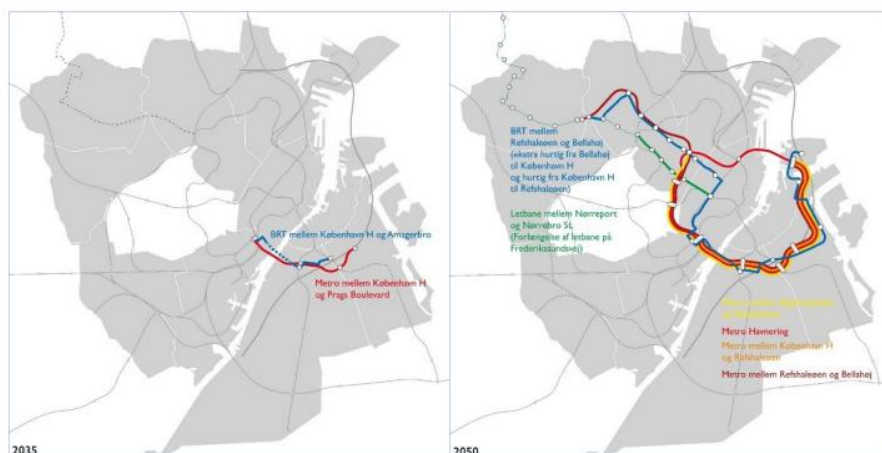 BRT mellem København H og Amagerbro
Metro mellem København H
og Prags Boulevard
2035
BRT mellem
Refshaleøen og Bellahøj
(ekstra hurtig fra Bellahøj
til København H
og hurtig fra København H
til Refshaleøen)
Letbane mellem Nørreport
og Nørrebro St.
(Forlængelse af letbane på
Frederikssundsvej)
Metro mellem
Metro Havnering
Metro mellem København H
og Refshaleøen
Metro mellem Refshaleøen og Bellahøj
2050